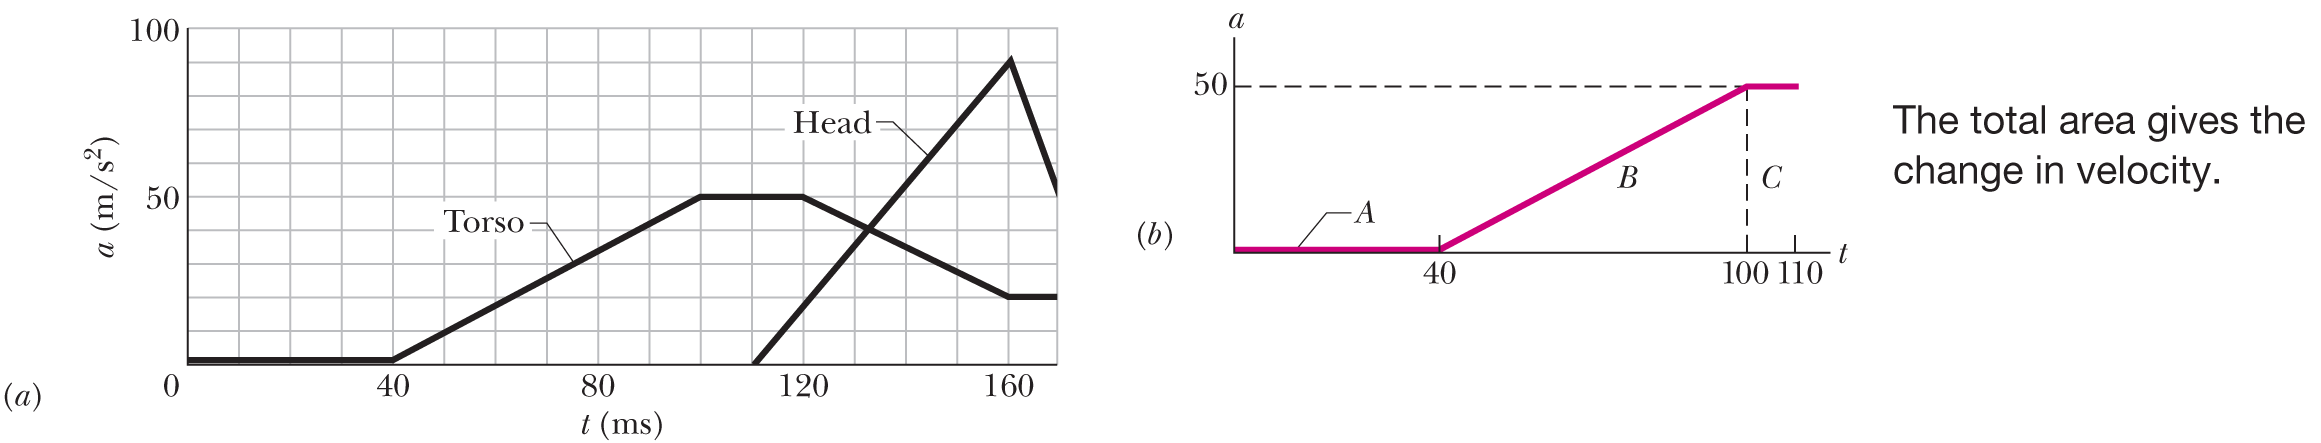 100
50
0
a (m/s²)
Head
Torso
40 80 120 160
t (ms)
(a)
a
50
A
B
C
40
100 110
t
(b)
The total area gives the
change in velocity.